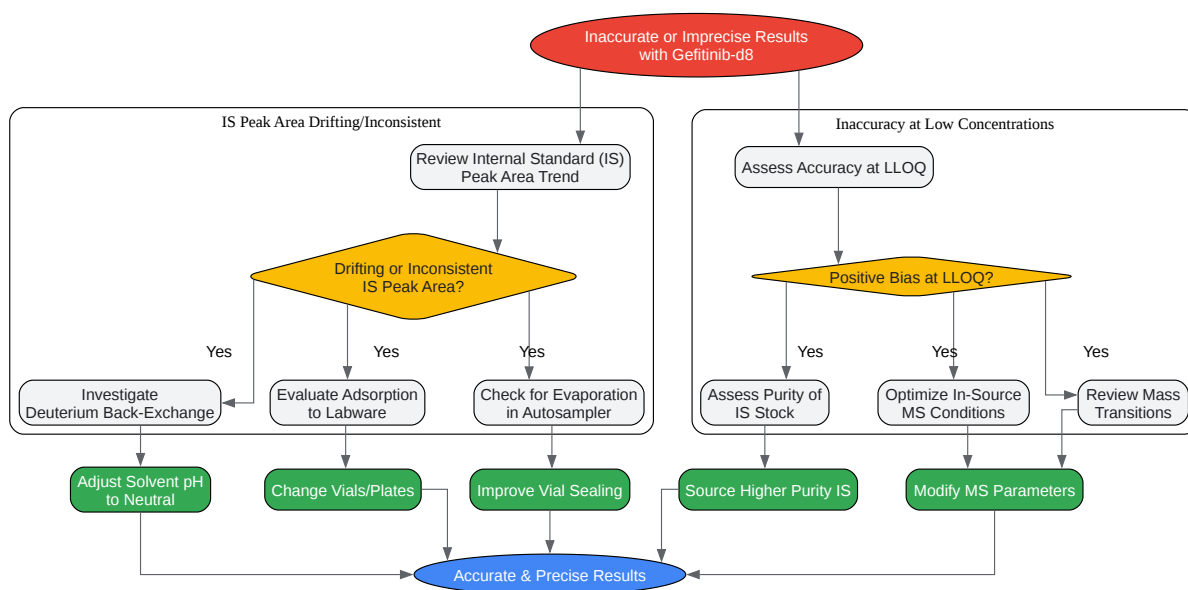 Inaccurate or Imprecise Results
with Gefitinib-d8
IS Peak Area Drifting/Inconsistent
Inaccuracy at Low Concentrations
Review Internal Standard (IS)
Peak Area Trend
Assess Accuracy at LLOQ
Drifting or Inconsistent
IS Peak Area?
Positive Bias at LLOQ?
Yes
Yes
Yes
Yes
Yes
Yes
Investigate
Deuterium Back-Exchange
Evaluate Adsorption
to Labware
Check for Evaporation
in Autosampler
Assess Purity of
IS Stock
Optimize In-Source
MS Conditions
Review Mass
Transitions
Adjust Solvent pH
to Neutral
Change Vials/Plates
Improve Vial Sealing
Source Higher Purity IS
Modify MS Parameters
Accurate & Precise Results